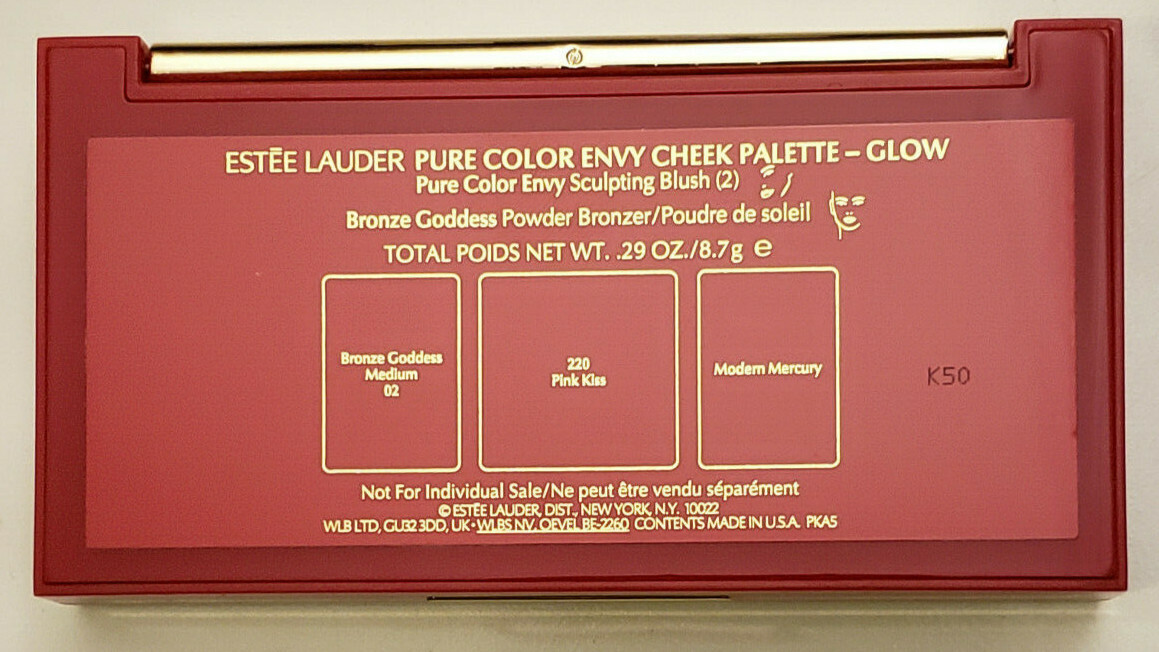 ESTĒE LAUDER PURE COLOR ENVY CHEEK PALETTE – GLOW
Pure Color Envy Sculpting Blush (2)
Bronze Goddess Powder Bronzer/Poudre de soleil
TOTAL POIDS NET WT. .29 OZ./8.7g e
Bronze Goddess
Medium
02
220
Pink Kiss
Modern Mercury
K50
Not For Individual Sale/Ne peut être vendu séparément
© ESTĒE LAUDER, DIST., NEW YORK, N.Y. 10022
WLB LTD, GU32 3DD, UK • WLBS NV. OEVEL BE-2260 CONTENTS MADE IN U.S.A. PKA5